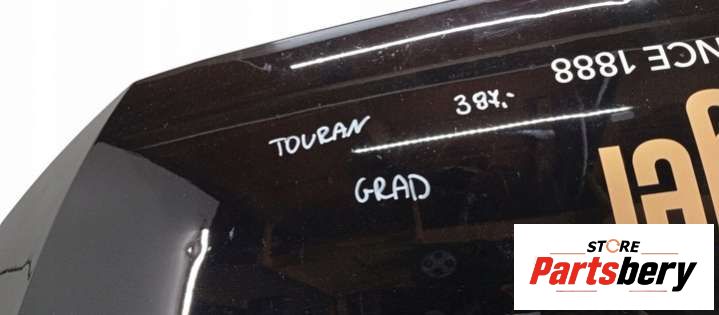 NCE 1888
387,-
TOURAN
GRAD
STORE
Partsbery